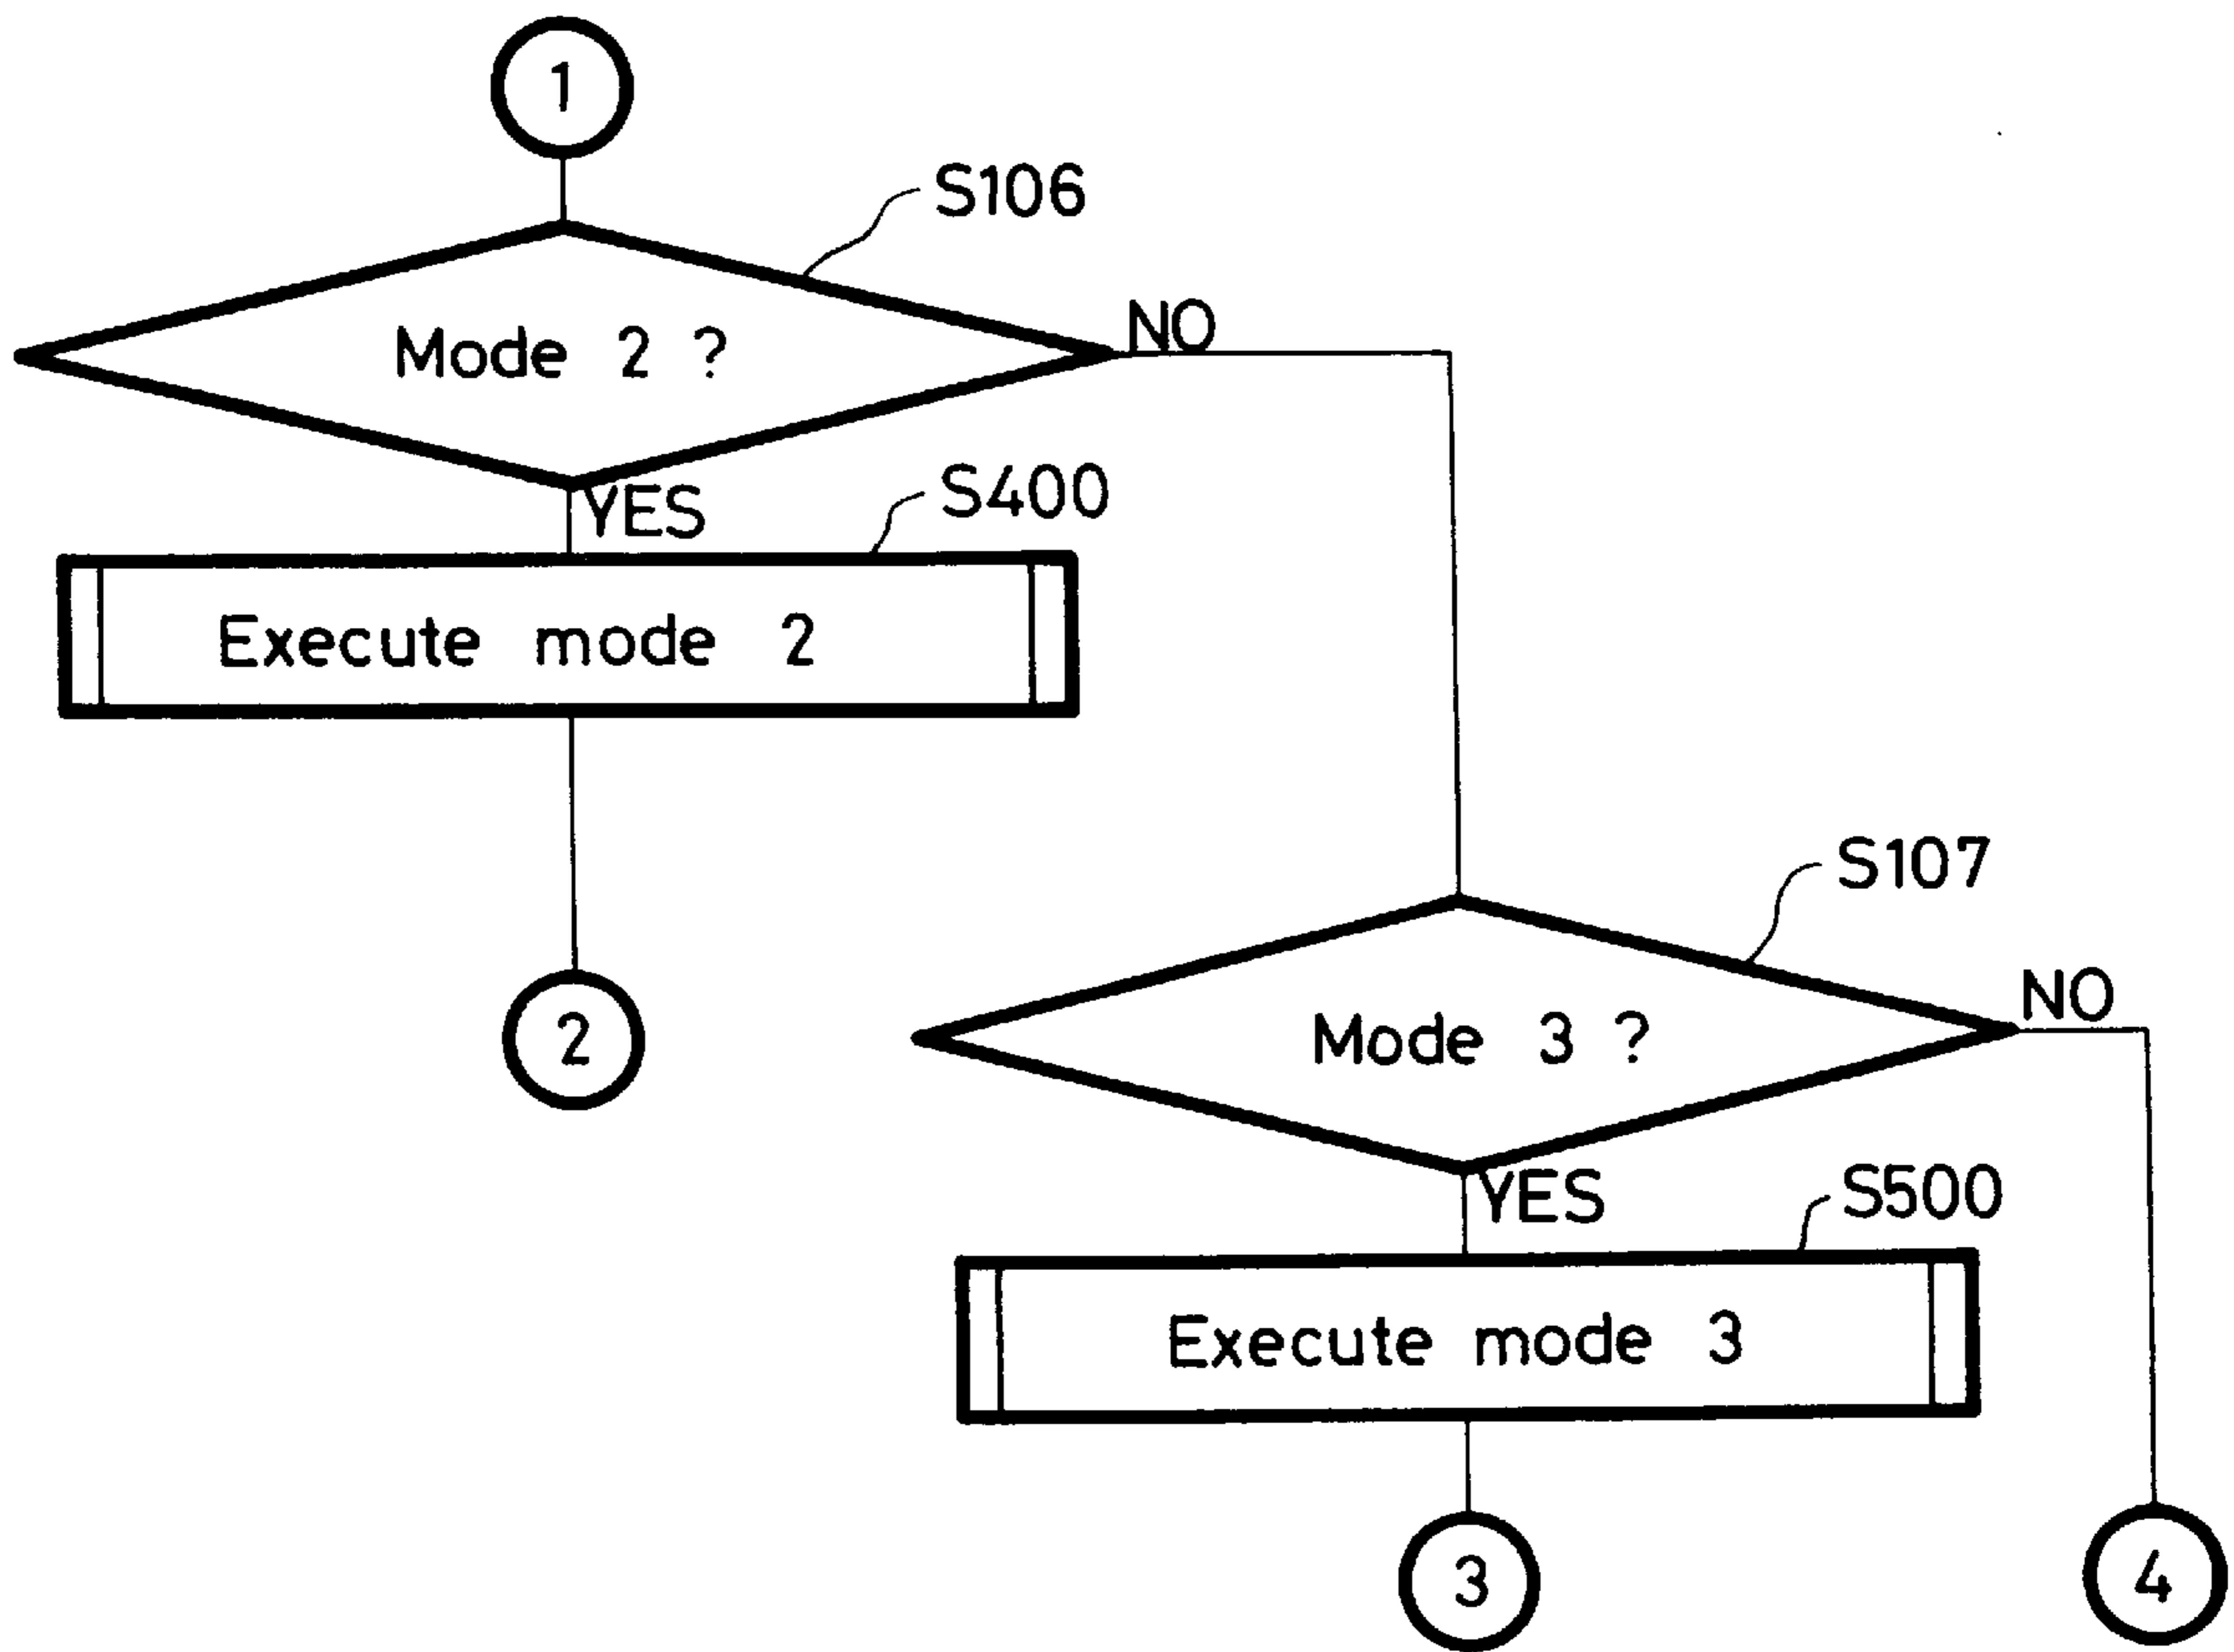 1
S106
Mode 2 ?
NO
YES
S400
Execute mode 2
2
S107
Mode 3 ?
NO
YES
S500
Execute mode 3
3
4